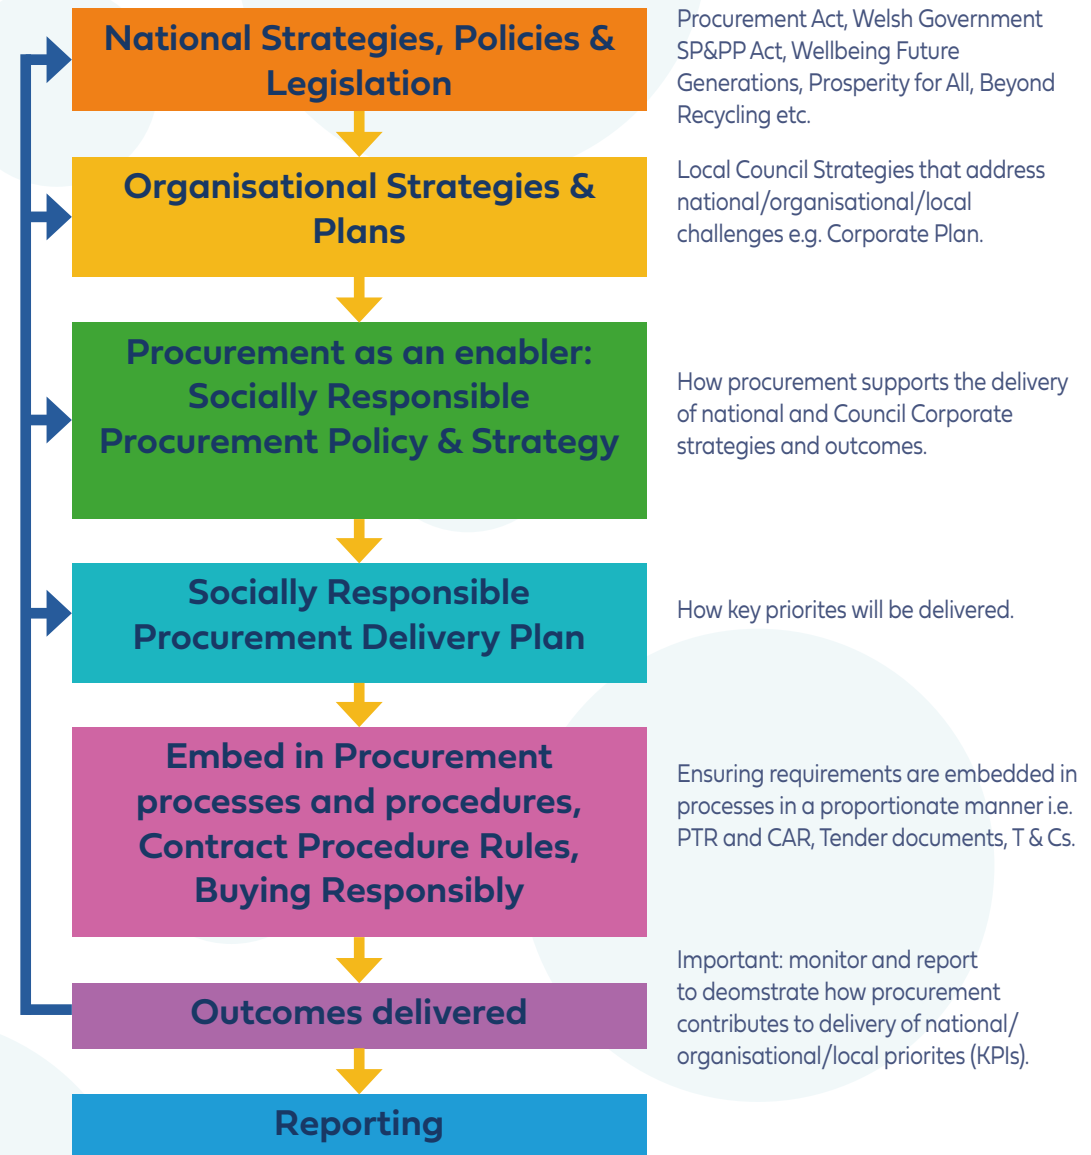 National Strategies, Policies &
Legislation
Procurement Act, Welsh Government
SP&PP Act, Wellbeing Future
Generations, Prosperity for All, Beyond
Recycling etc.
Organisational Strategies &
Plans
Local Council Strategies that address
national/organisational/local
challenges e.g. Corporate Plan.
Procurement as an enabler:
Socially Responsible
Procurement Policy & Strategy
How procurement supports the delivery
of national and Council Corporate
strategies and outcomes.
Socially Responsible
Procurement Delivery Plan
How key priorites will be delivered.
Embed in Procurement
processes and procedures,
Contract Procedure Rules,
Buying Responsibly
Ensuring requirements are embedded in
processes in a proportionate manner i.e.
PTR and CAR, Tender documents, T & Cs.
Outcomes delivered
Important: monitor and report
to deomstrate how procurement
contributes to delivery of national/
organisational/local priorites (KPIs).
Reporting